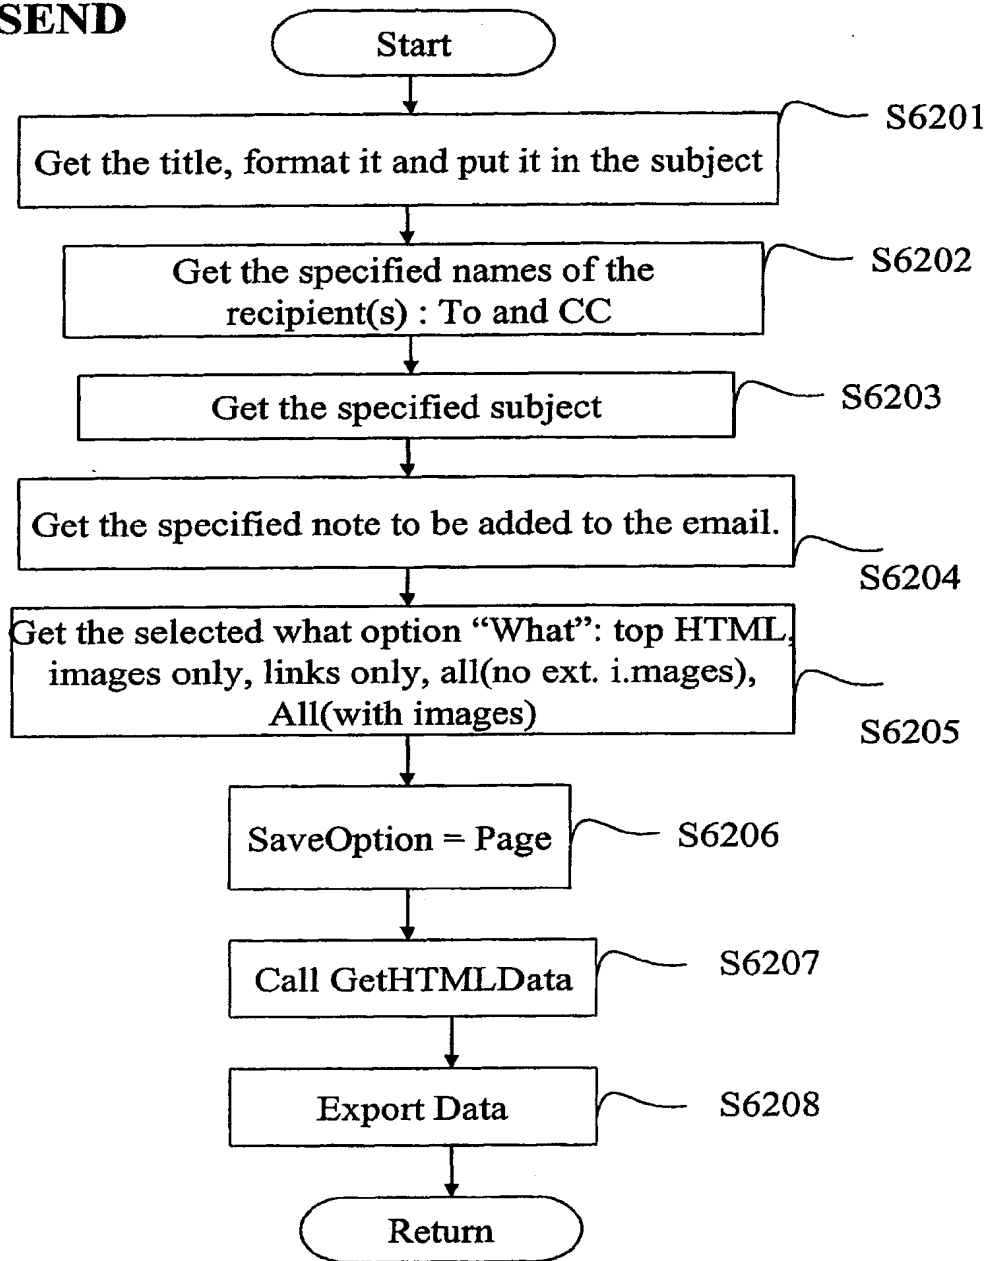 SEND
Start
Get the title, format it and put it in the subject
S6201
Get the specified names of the
recipient(s) : To and CC
S6202
Get the specified subject
S6203
Get the specified note to be added to the email.
S6204
Get the selected what option “What”: top HTML,
images only, links only, all(no ext. i.mages),
All(with images)
S6205
SaveOption = Page
S6206
Call GetHTMLData
S6207
Export Data
S6208
Return